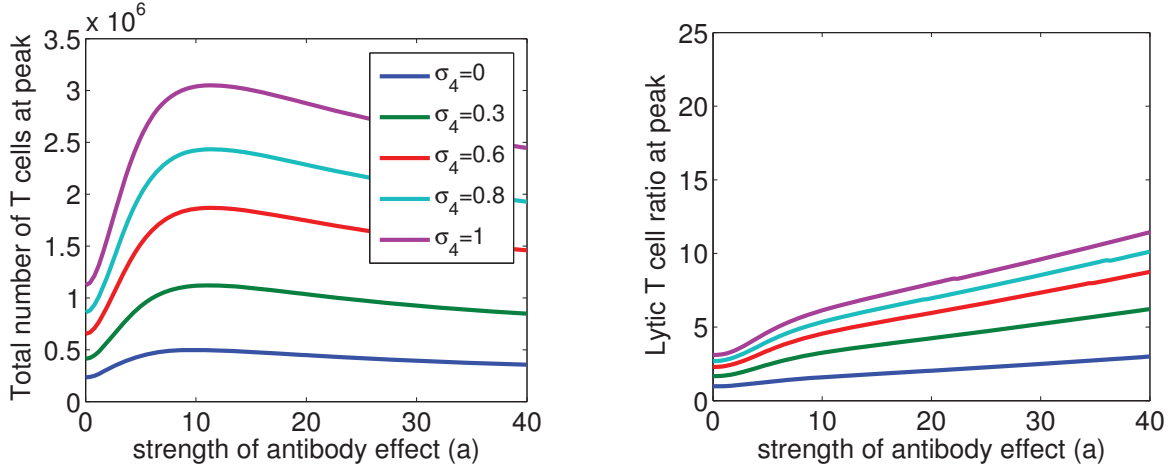 x 10⁶
3.5
3
2.5
2
1.5
1
0.5
0
0
10
20
30
40
Total number of T cells at peak
strength of antibody effect (a)
σ₄=0
σ₄=0.3
σ₄=0.6
σ₄=0.8
σ₄=1
25
20
15
10
5
0
0
10
20
30
40
Lytic T cell ratio at peak
strength of antibody effect (a)